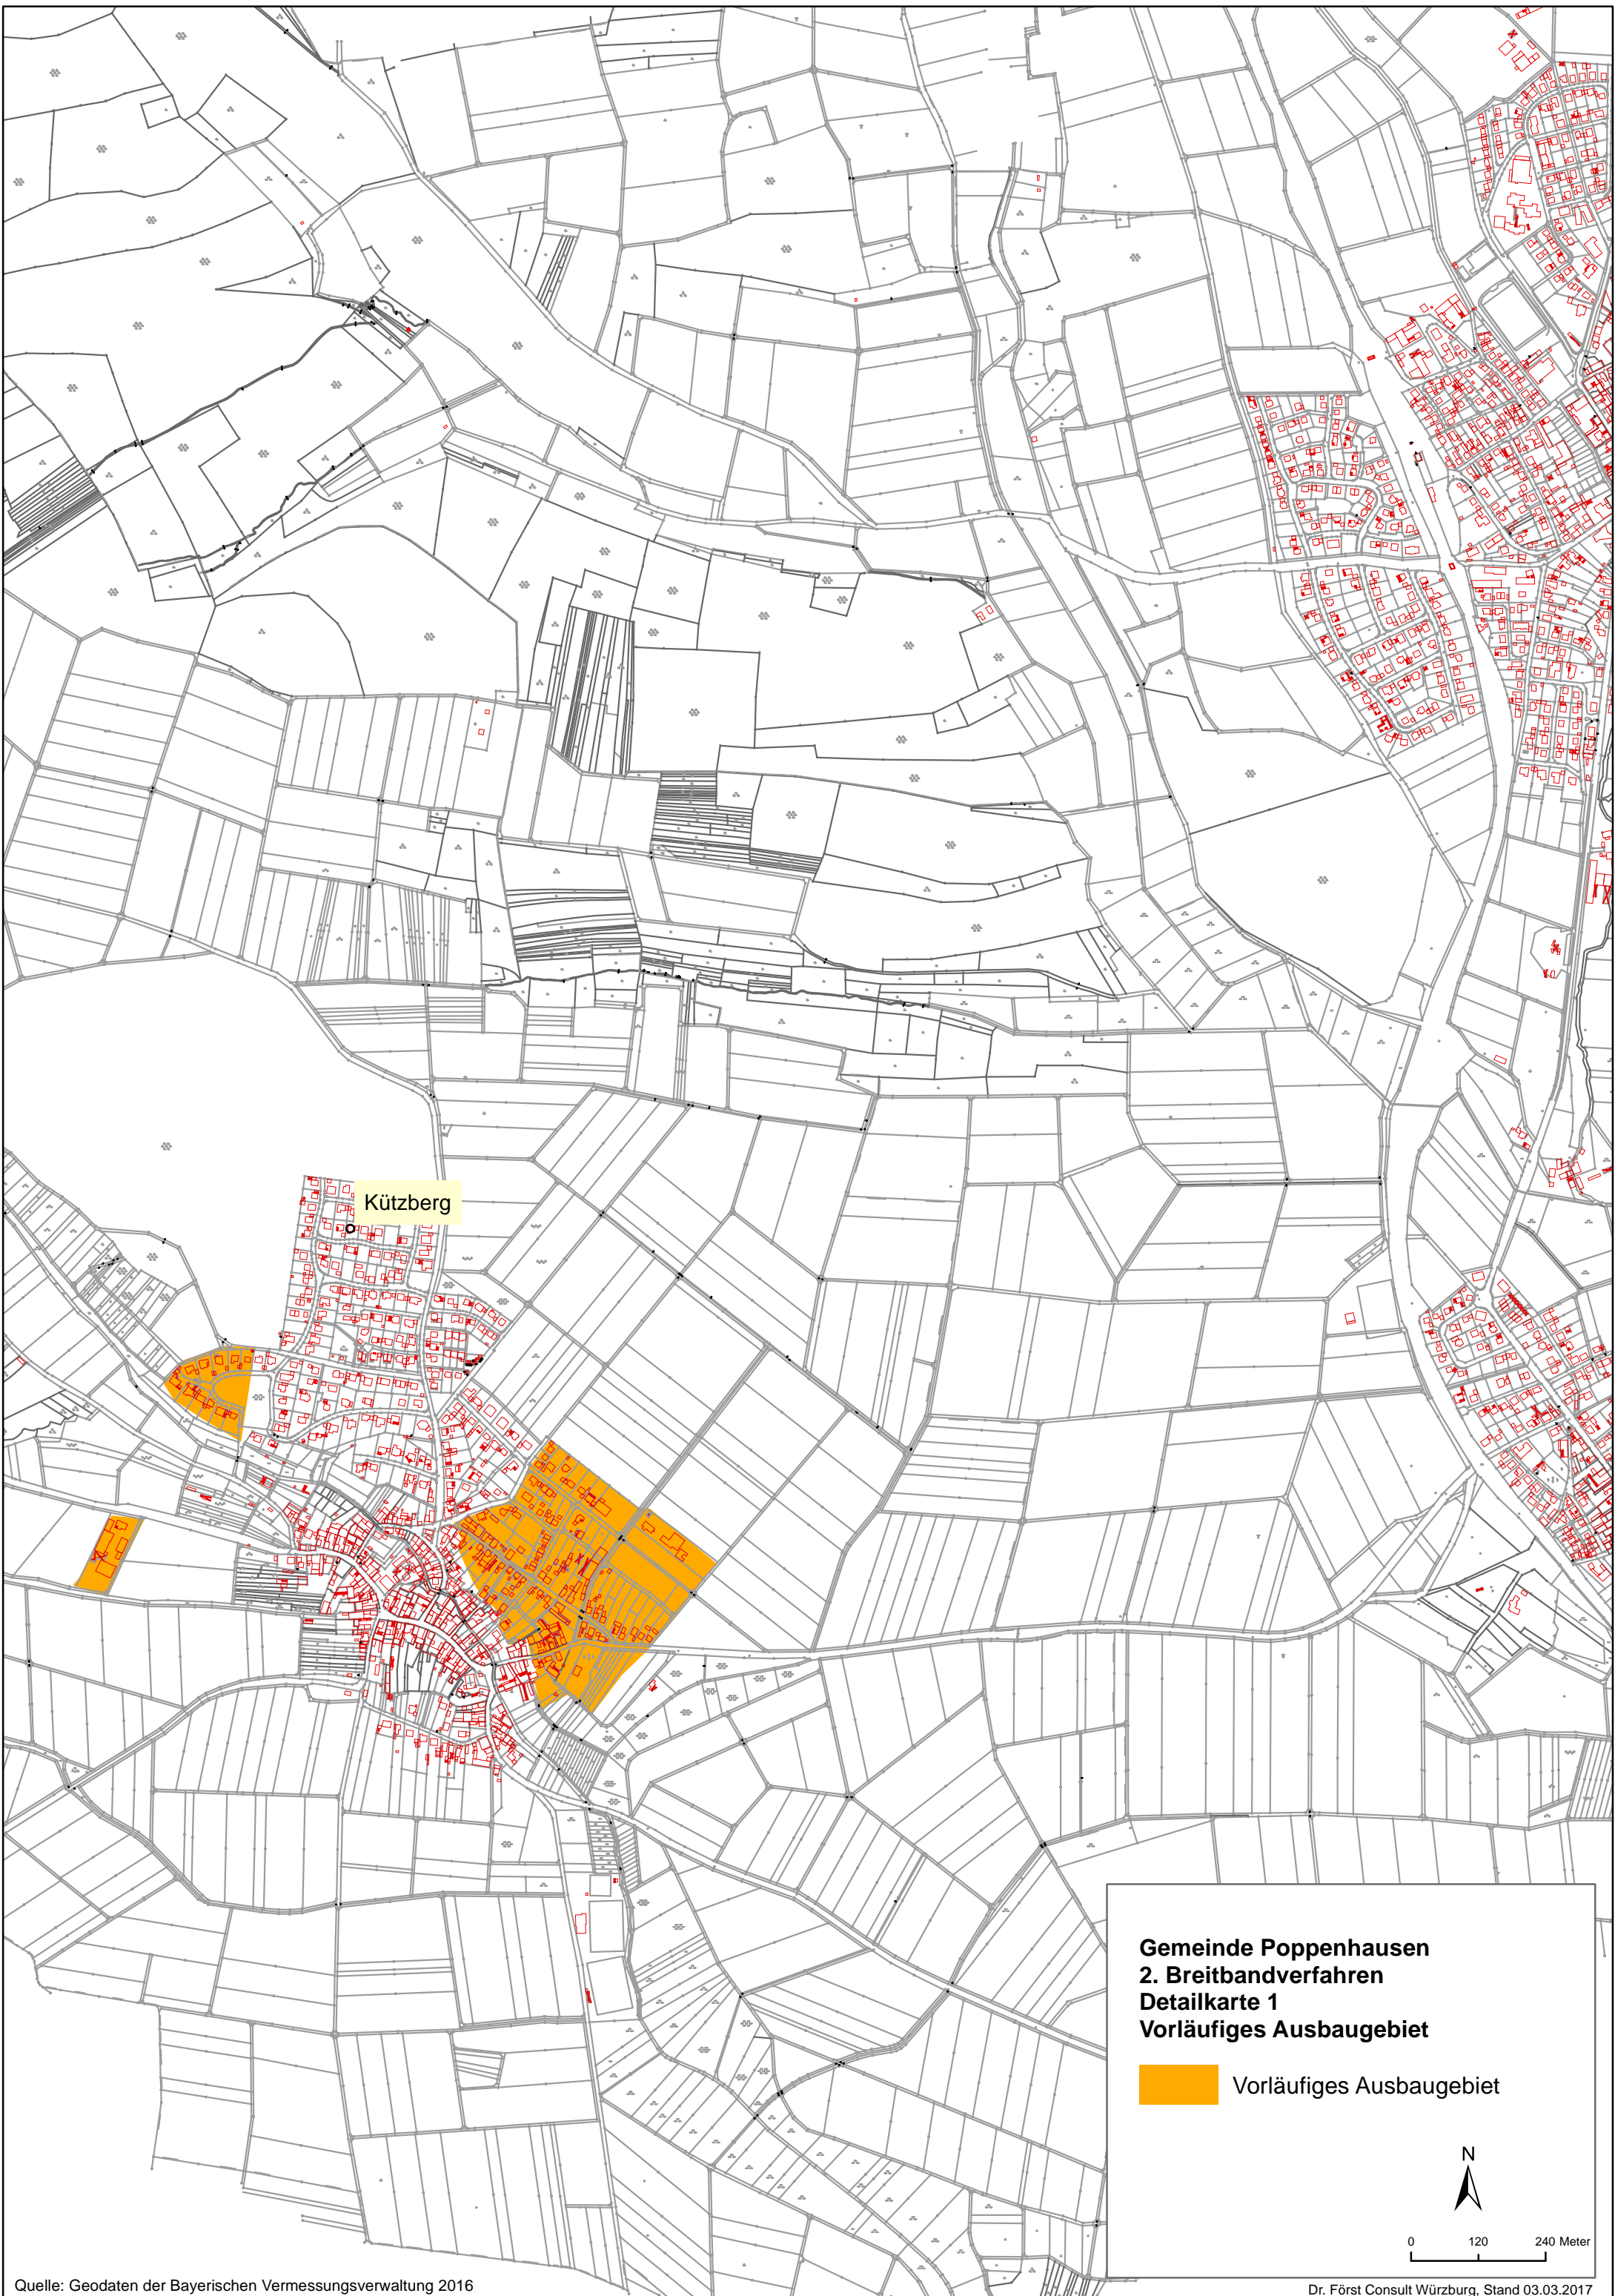 Kützberg
Gemeinde Poppenhausen
2. Breitbandverfahren
Detailkarte 1
Vorläufiges Ausbaugebiet
Vorläufiges Ausbaugebiet
N
0 120 240 Meter
Quelle: Geodaten der Bayerischen Vermessungsverwaltung 2016
Dr. Först Consult Würzburg, Stand 03.03.2017